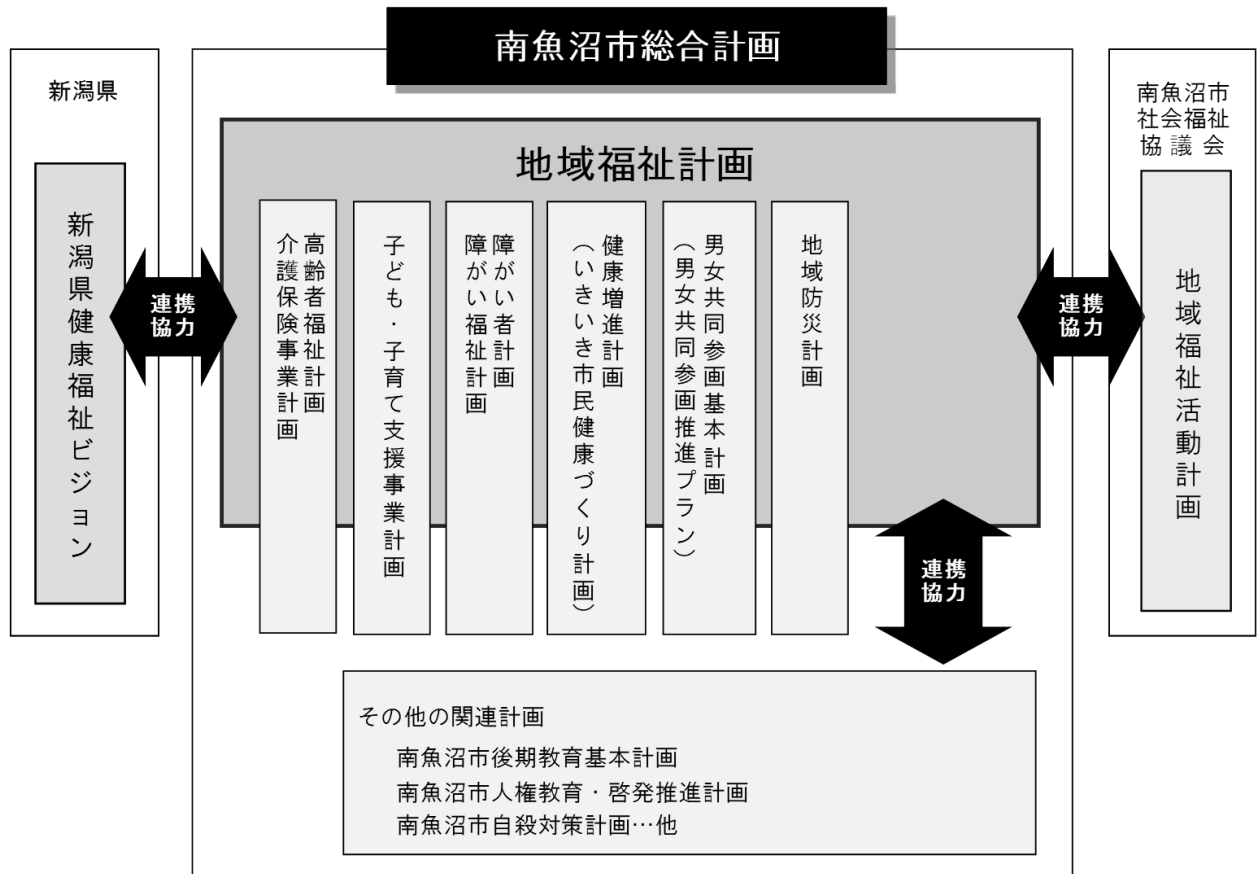 南魚沼市総合計画
新潟県
新潟県健康福祉ビジョン
連携
協力
地域福祉計画
高齢者福祉計画
介護保険事業計画
子ども・子育て支援事業計画
障がい者計画
障がい福祉計画
健康増進計画
（いきいき市民健康づくり計画）
男女共同参画基本計画
（男女共同参画推進プラン）
地域防災計画
連携
協力
南魚沼市
社会福祉
協議会
地域福祉活動計画
連携
協力
その他の関連計画
南魚沼市後期教育基本計画
南魚沼市人権教育・啓発推進計画
南魚沼市自殺対策計画…他